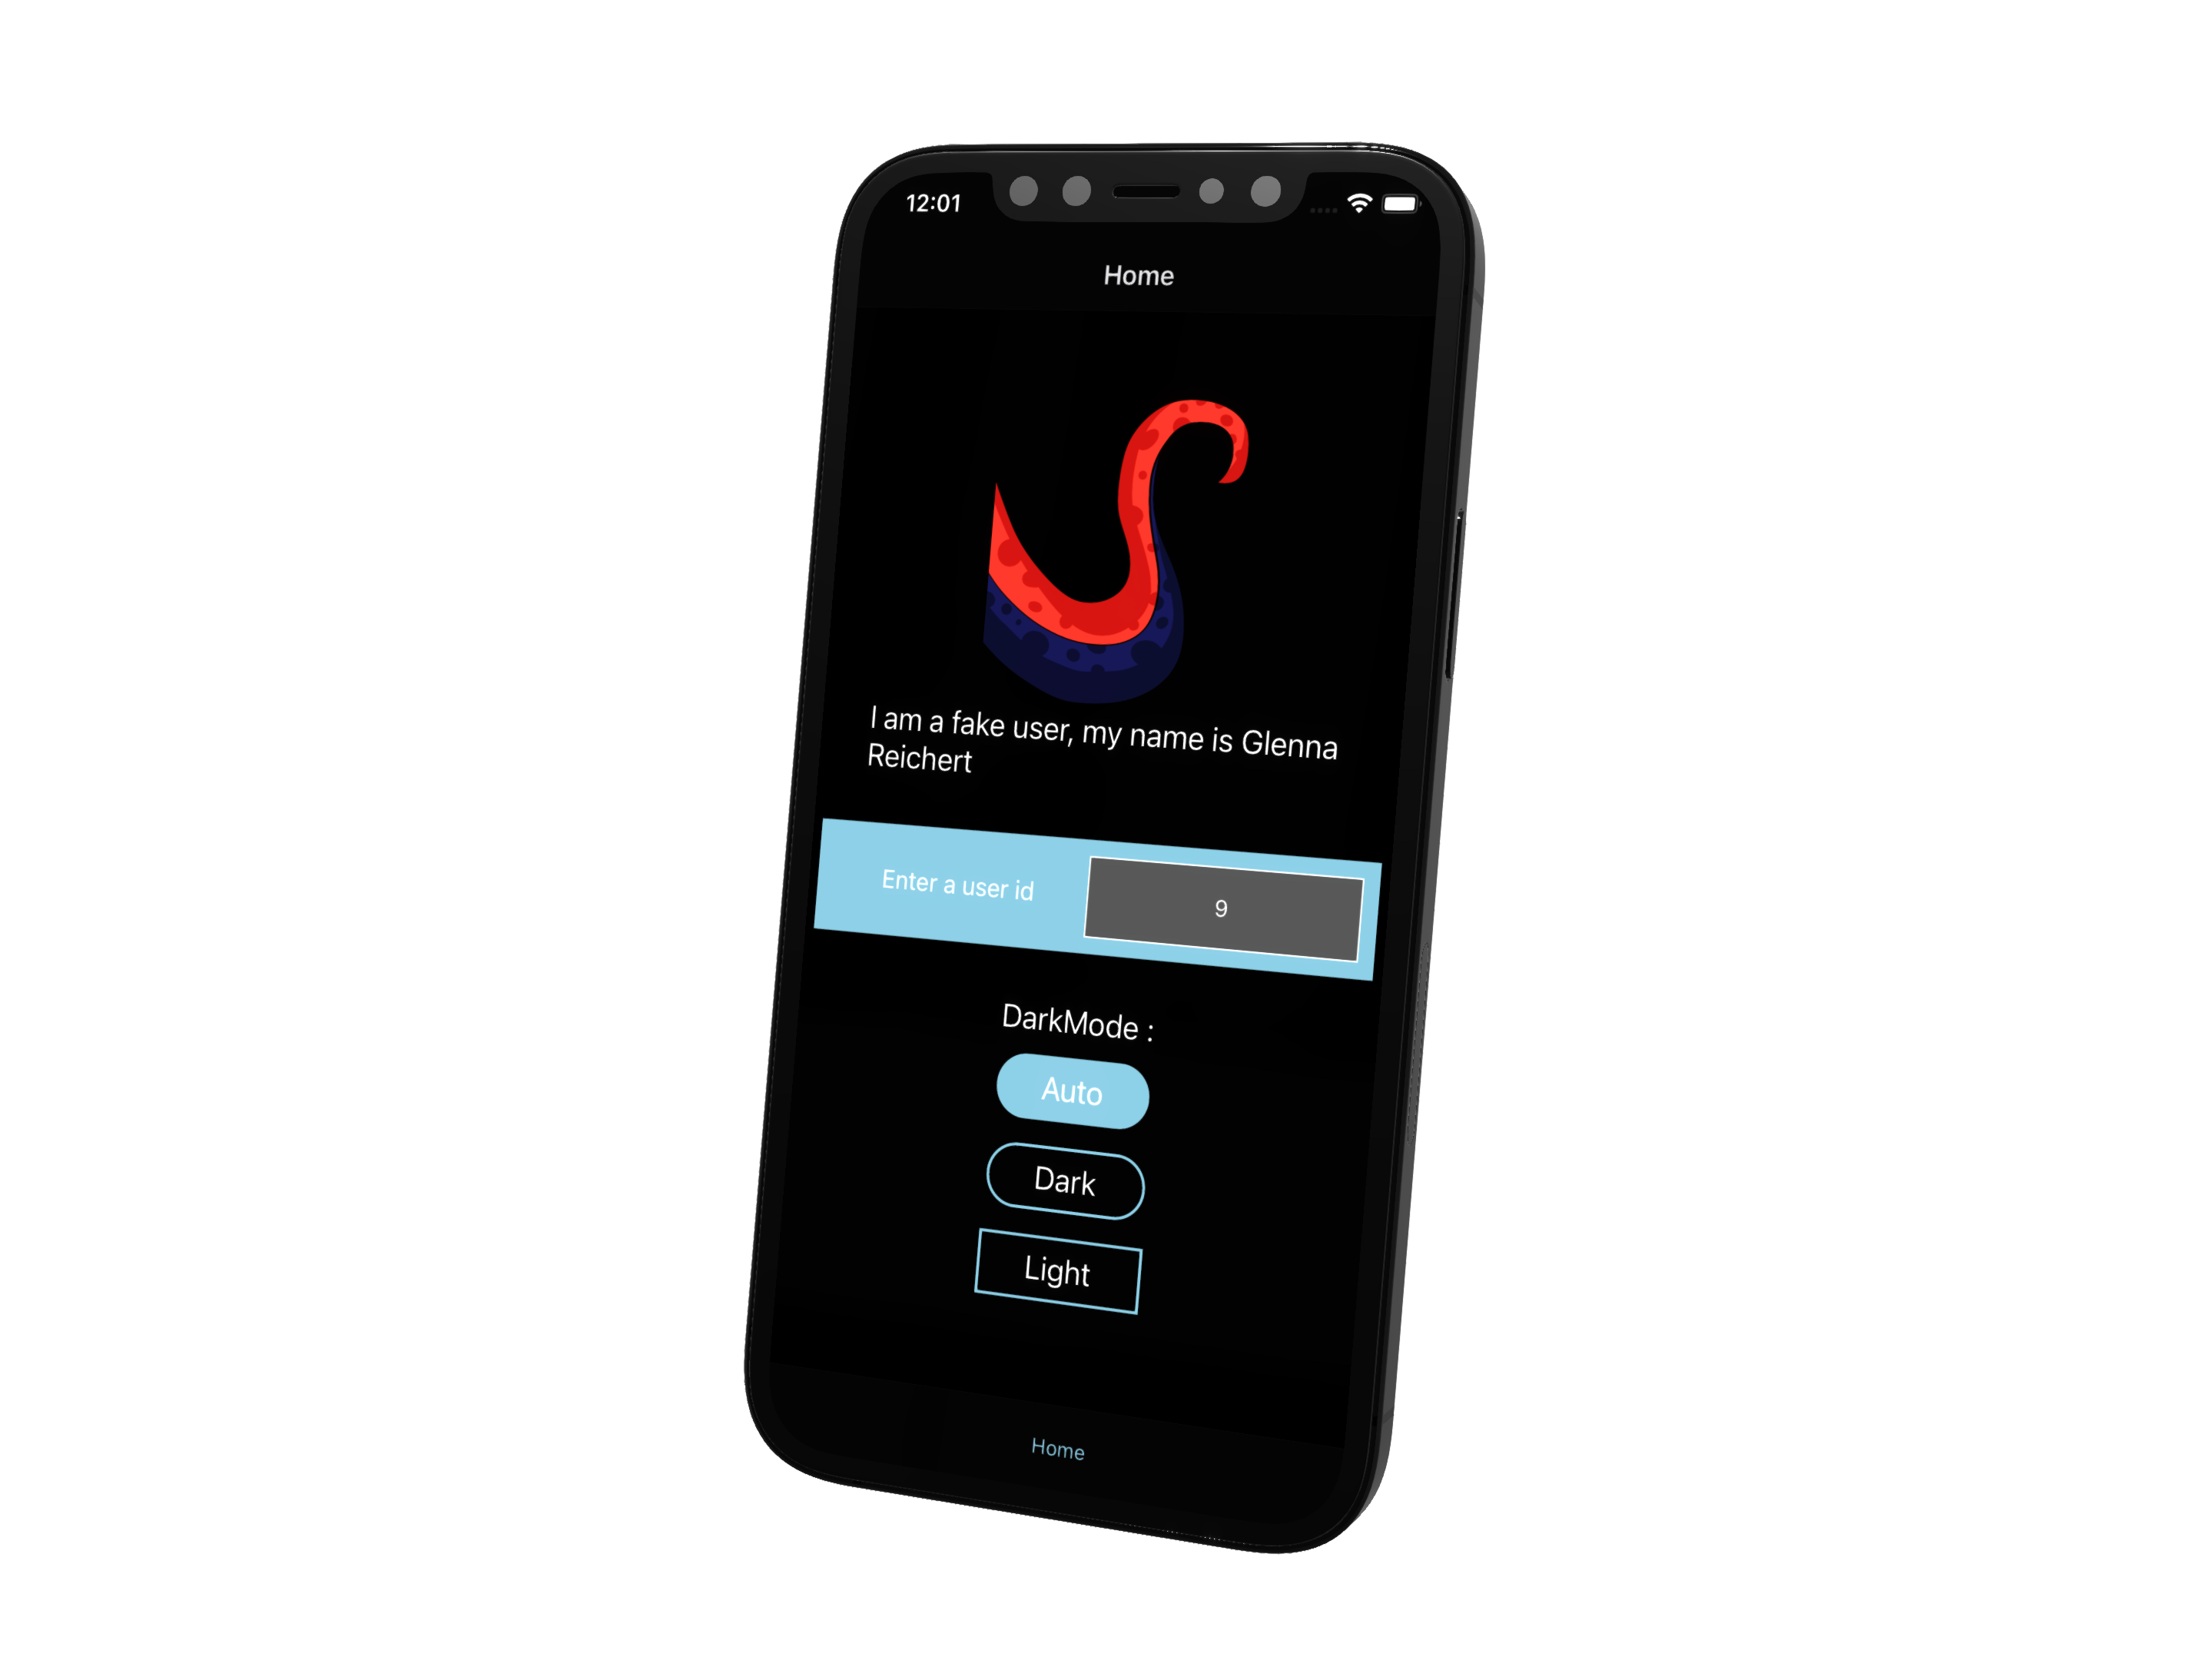 12:01
Home
I am a fake user, my name is Glenna
Reichert
Enter a user id
9
DarkMode :
Auto
Dark
Light
Home